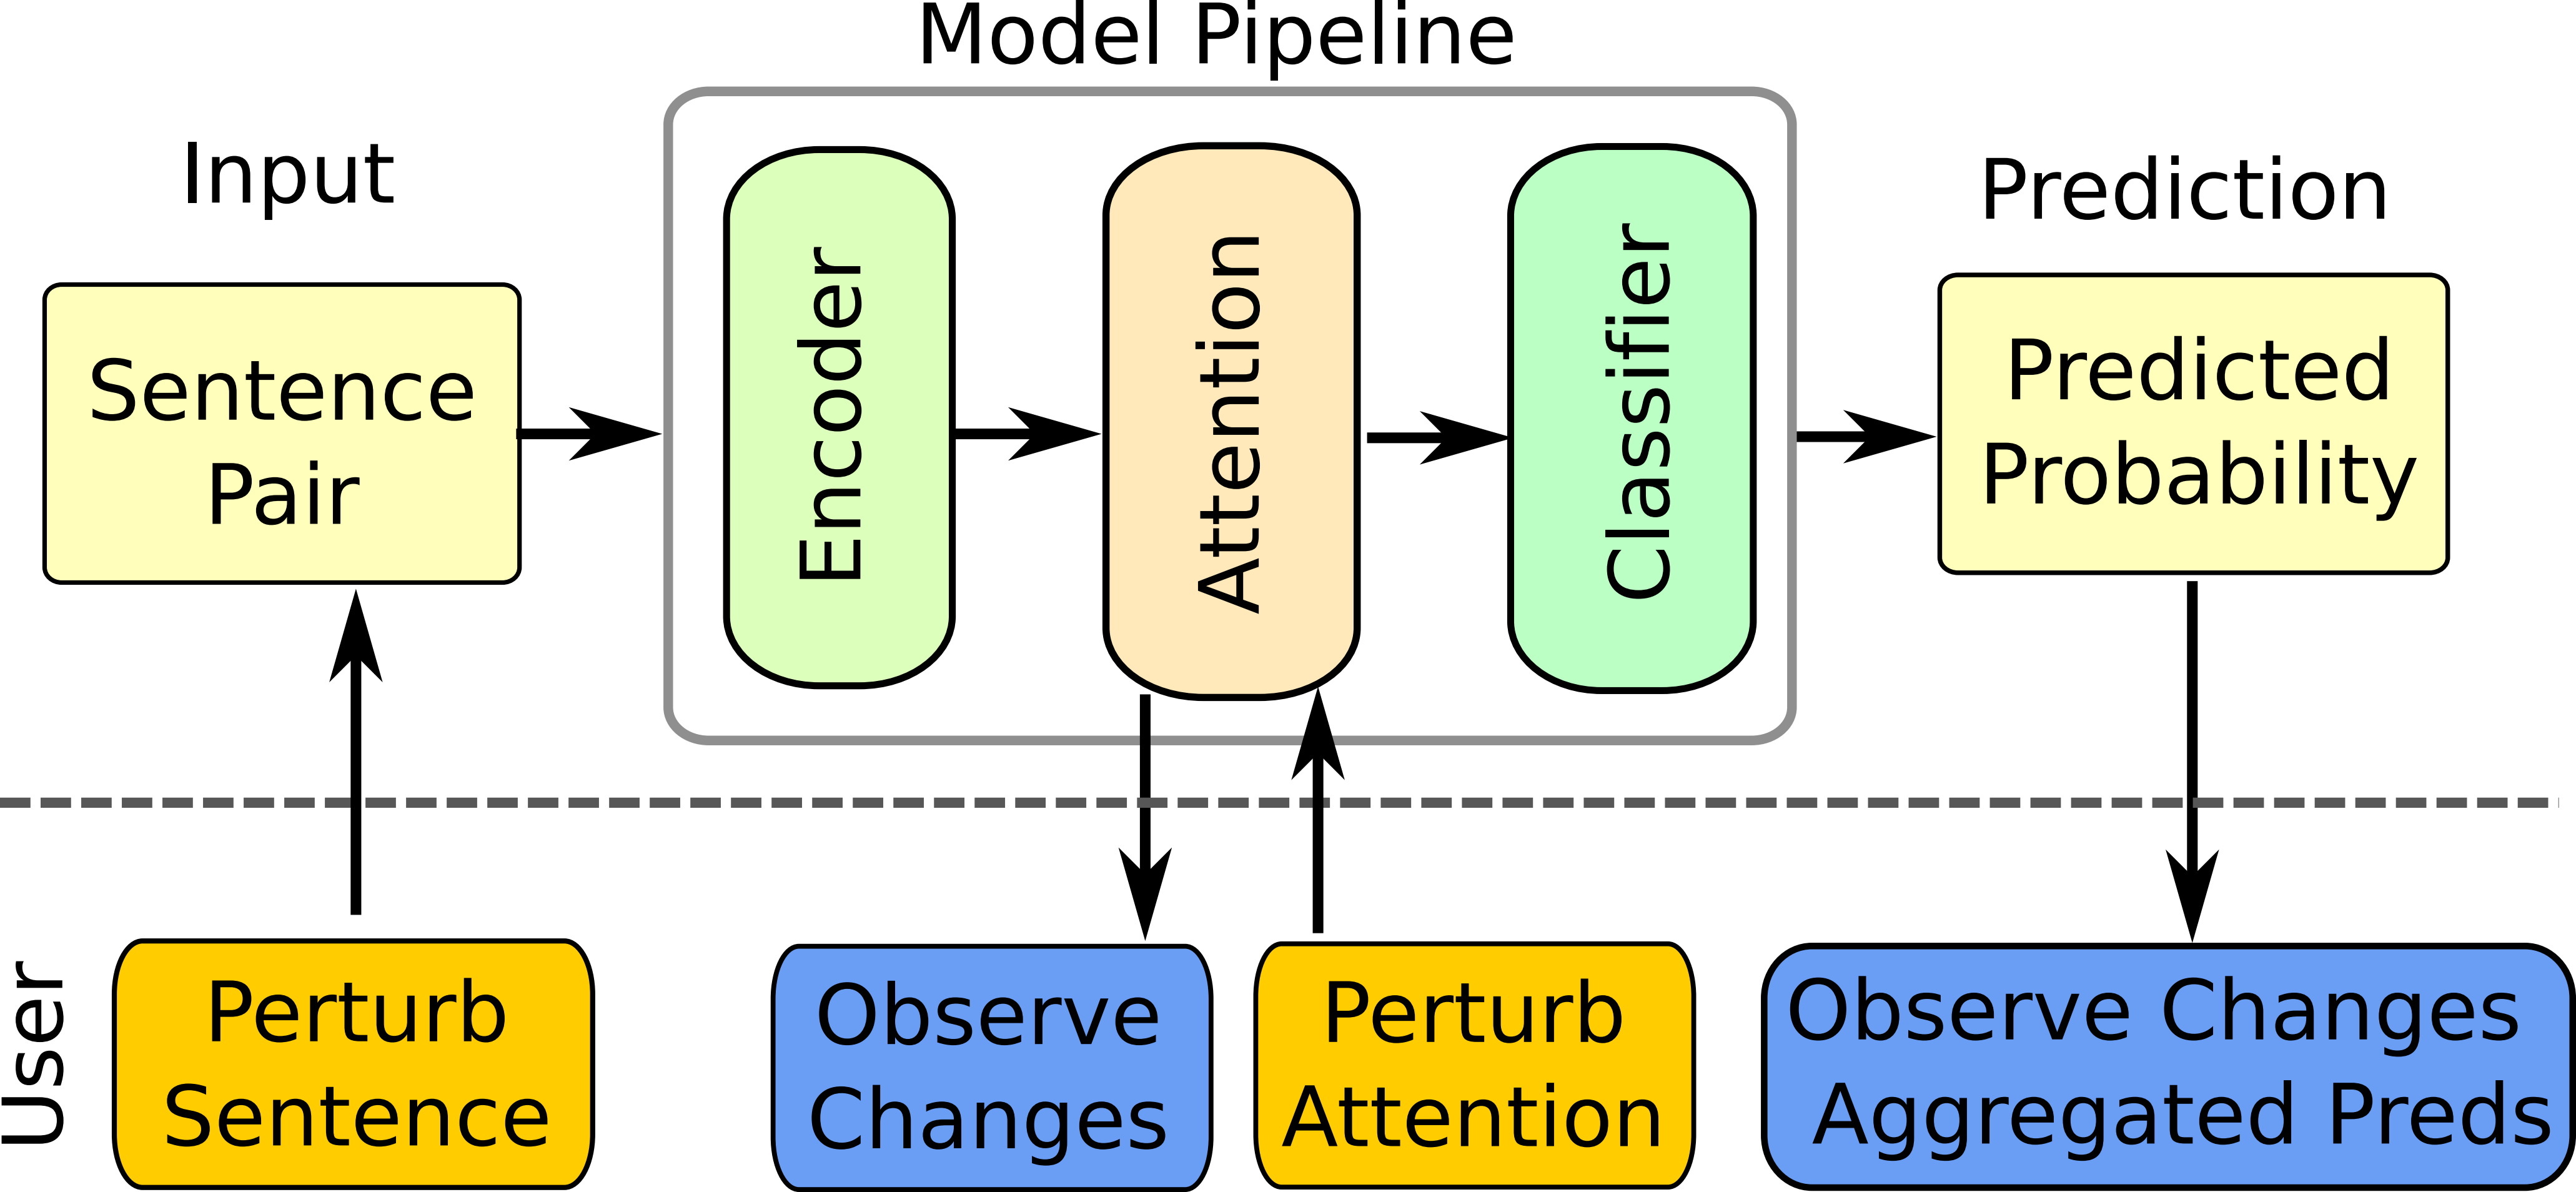 Model Pipeline
Input
Prediction
Sentence
Pair
Encoder
Attention
Classifier
Predicted
Probability
User
Perturb
Sentence
Observe
Changes
Perturb
Attention
Observe Changes
Aggregated Preds